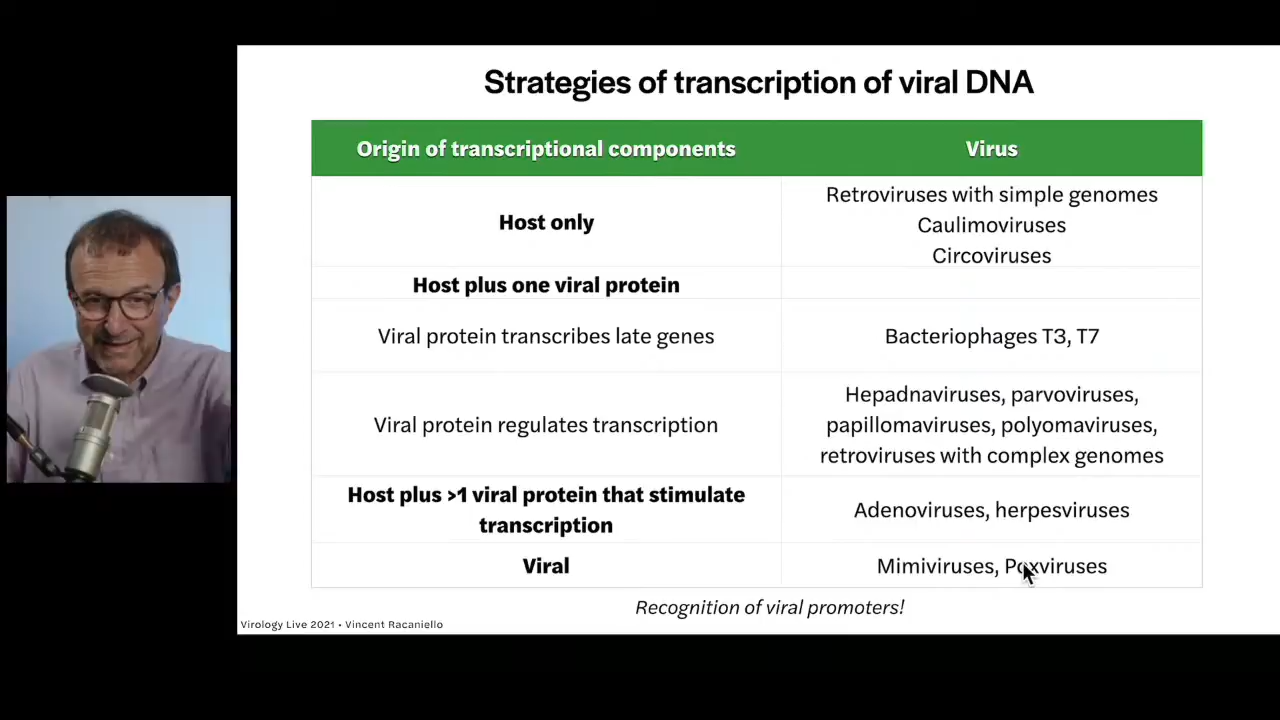 Strategies of transcription of viral DNA
Origin of transcriptional components
Virus
Host only
Retroviruses with simple genomes
Caulimoviruses
Circoviruses
Host plus one viral protein
Viral protein transcribes late genes
Bacteriophages T3, T7
Viral protein regulates transcription
Hepadnaviruses, parvoviruses,
papillomaviruses, polyomaviruses,
retroviruses with complex genomes
Host plus >1 viral protein that stimulate
transcription
Adenoviruses, herpesviruses
Viral
Mimiviruses, Poxviruses
Recognition of viral promoters!
Virology Live 2021 • Vincent Racaniello